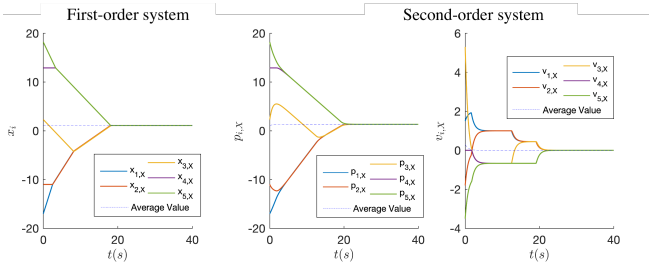 First-order system
Second-order system
20
10
0
-10
-20
x_i
0
20
40
t(s)
x_{1,X}
x_{2,X}
x_{3,X}
x_{4,X}
x_{5,X}
Average Value
20
10
0
-10
-20
p_{i,X}
0
20
40
t(s)
p_{1,X}
p_{2,X}
p_{3,X}
p_{4,X}
p_{5,X}
Average Value
6
4
2
0
-2
-4
v_{i,X}
0
20
40
t(s)
v_{1,X}
v_{2,X}
v_{3,X}
v_{4,X}
v_{5,X}
Average Value